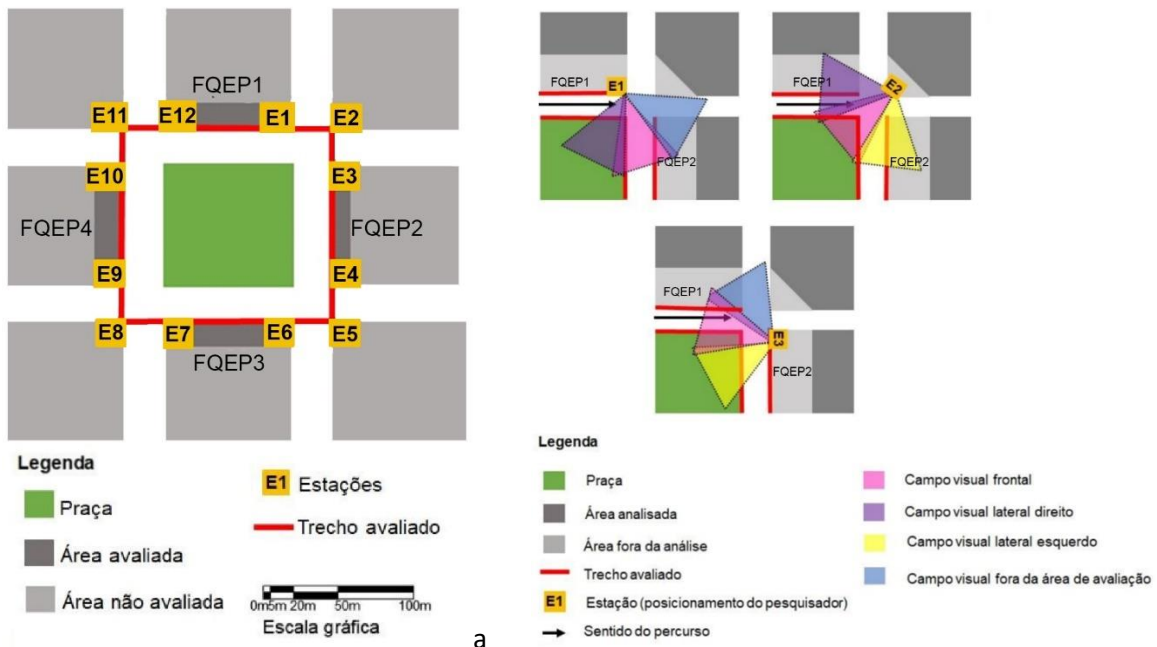 FQEP1
E11 E12 E1 E2
E10 E3
FQEP4 FQEP2
E9 E4
E8 E7 E6 E5
FQEP3
Legenda
Praça
Área avaliada
Área não avaliada
E1 Estações
Trecho avaliado
0m5m 20m 50m 100m
Escala gráfica
a
FQEP1 E1
FQEP2
FQEP1 E2
FQEP2
FQEP1
E3
FQEP2
Legenda
Praça
Área analisada
Área fora da análise
Trecho avaliado
E1 Estação (posicionamento do pesquisador)
Sentido do percurso
Campo visual frontal
Campo visual lateral direito
Campo visual lateral esquerdo
Campo visual fora da área de avaliação